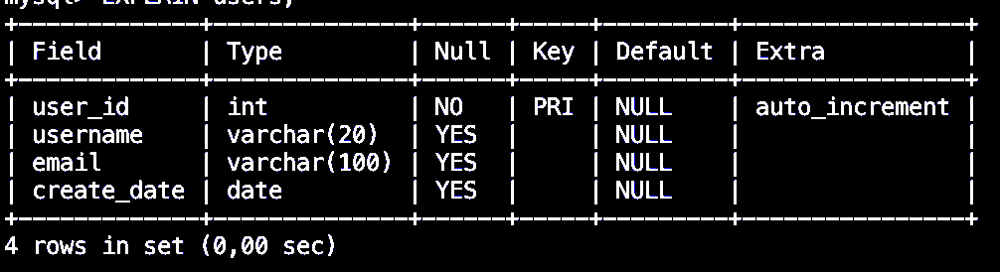 mysql> EXPLAIN users;
+-------------+--------------+------+-----+---------+----------------+
| Field       | Type         | Null | Key | Default | Extra          |
+-------------+--------------+------+-----+---------+----------------+
| user_id     | int          | NO   | PRI | NULL    | auto_increment |
| username    | varchar(20)  | YES  |     | NULL    |                |
| email       | varchar(100) | YES  |     | NULL    |                |
| create_date | date         | YES  |     | NULL    |                |
+-------------+--------------+------+-----+---------+----------------+
4 rows in set (0,00 sec)